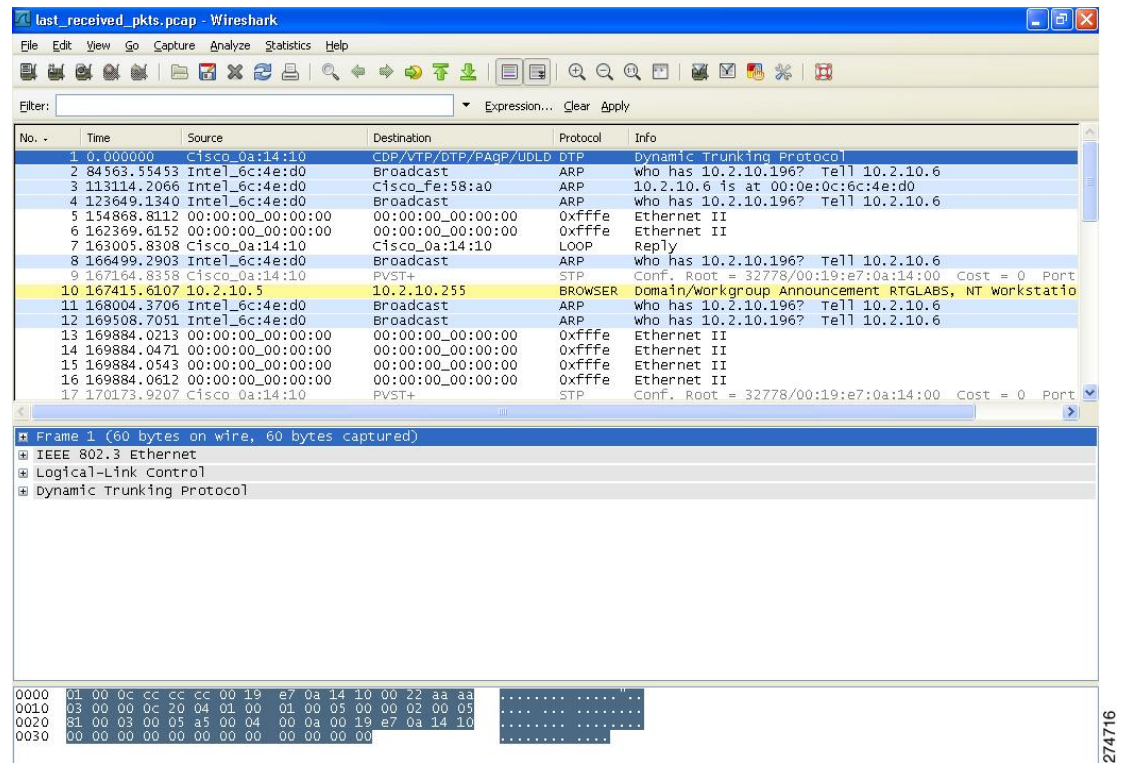 last_received_pkts.pcap - Wireshark
File Edit View Go Capture Analyze Statistics Help
Filter: Expression... Clear Apply
No. - Time Source Destination Protocol Info
1 0.000000 Cisco_0a:14:10 CDP/VTP/DTP/PAgP/UDLD DTP Dynamic Trunking Protocol
2 84563.55453 Intel_6c:4e:d0 Broadcast ARP who has 10.2.10.196? Tell 10.2.10.6
3 113114.2066 Intel_6c:4e:d0 Cisco_fe:58:a0 ARP 10.2.10.6 is at 00:0e:0c:6c:4e:d0
4 123649.1340 Intel_6c:4e:d0 Broadcast ARP who has 10.2.10.196? Tell 10.2.10.6
5 154868.8112 00:00:00_00:00:00 00:00:00_00:00:00 0xfffe Ethernet II
6 162369.6152 00:00:00_00:00:00 00:00:00_00:00:00 0xfffe Ethernet II
7 163005.8308 Cisco_0a:14:10 Cisco_0a:14:10 LOOP Reply
8 166499.2903 Intel_6c:4e:d0 Broadcast ARP who has 10.2.10.196? Tell 10.2.10.6
9 167164.8358 Cisco_0a:14:10 PVST+ STP Conf. Root = 32778/00:19:e7:0a:14:00 Cost = 0 Port
10 167415.6107 10.2.10.5 10.2.10.255 BROWSER Domain/Workgroup Announcement RTGLABS, NT Workstatio
11 168004.3706 Intel_6c:4e:d0 Broadcast ARP who has 10.2.10.196? Tell 10.2.10.6
12 169508.7051 Intel_6c:4e:d0 Broadcast ARP who has 10.2.10.196? Tell 10.2.10.6
13 169884.0213 00:00:00_00:00:00 00:00:00_00:00:00 0xfffe Ethernet II
14 169884.0471 00:00:00_00:00:00 00:00:00_00:00:00 0xfffe Ethernet II
15 169884.0543 00:00:00_00:00:00 00:00:00_00:00:00 0xfffe Ethernet II
16 169884.0612 00:00:00_00:00:00 00:00:00_00:00:00 0xfffe Ethernet II
17 170173.9207 Cisco_0a:14:10 PVST+ STP Conf. Root = 32778/00:19:e7:0a:14:00 Cost = 0 Port
Frame 1 (60 bytes on wire, 60 bytes captured)
IEEE 802.3 Ethernet
Logical-Link Control
Dynamic Trunking Protocol
0000 01 00 0c cc cc cc 00 19 e7 0a 14 10 00 22 aa aa ........ .....".. 
0010 03 00 00 0c 20 04 01 00 01 00 05 00 00 02 00 05 .... ... ........
0020 81 00 03 00 05 a5 00 04 00 0a 00 19 e7 0a 14 10 ........ ........
0030 00 00 00 00 00 00 00 00 00 00 00 00 ........ ....
274716